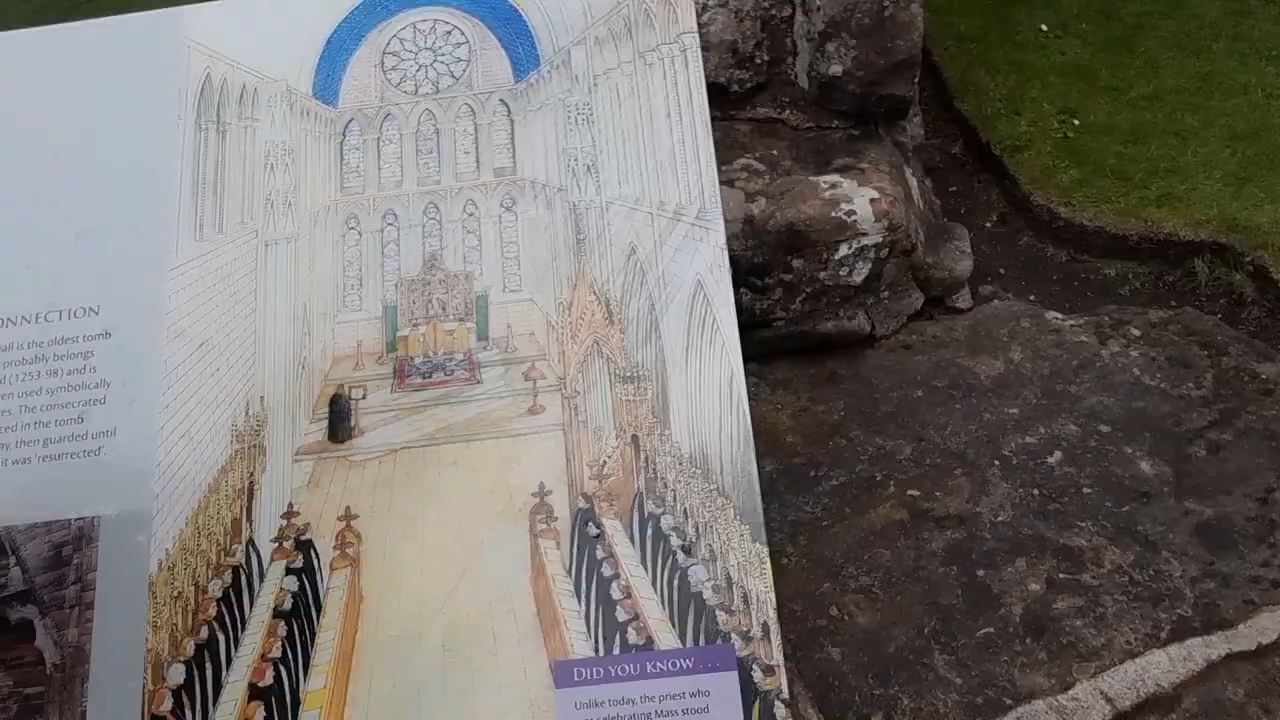 ONNECTION
all is the oldest tomb
probably belongs
d (1253-98) and is
en used symbolically
es. The consecrated
ced in the tomb
ay, then guarded until
it was 'resurrected'.
DID YOU KNOW . . .
Unlike today, the priest who
celebrating Mass stood